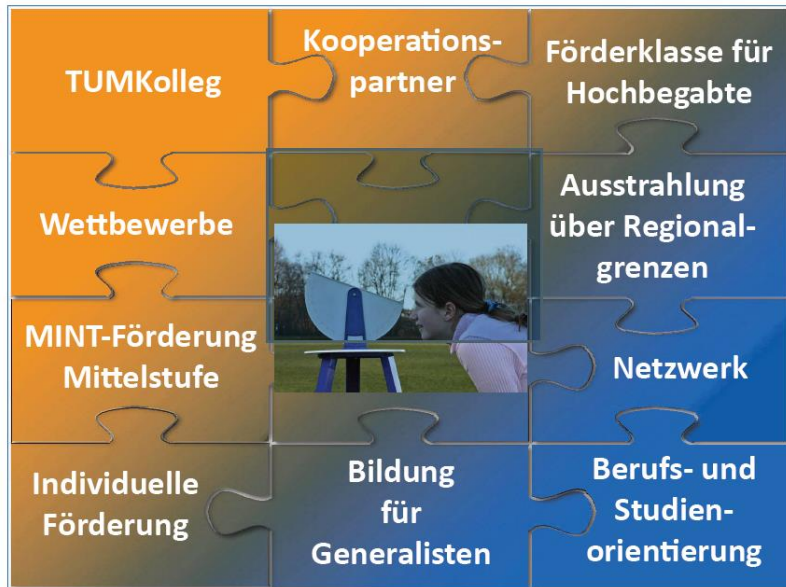 TUMKolleg
Kooperations-
partner
Förderklasse für
Hochbegabte
Wettbewerbe
Ausstrahlung
über Regional-
grenzen
MINT-Förderung
Mittelstufe
Netzwerk
Individuelle
Förderung
Bildung
für
Generalisten
Berufs- und
Studien-
orientierung